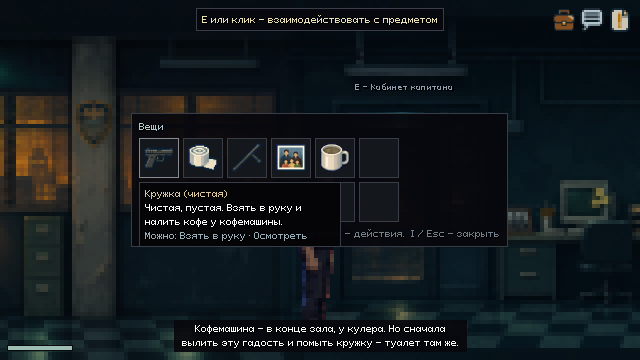 E или клик – взаимодействовать с предметом
E – Кабинет капитана
Вещи
Кружка (чистая)
Чистая, пустая. Взять в руку и
налить кофе у кофемашины.
Можно: Взять в руку · Осмотреть
– действия. I / Esc – закрыть
Кофемашина – в конце зала, у кулера. Но сначала
вылить эту гадость и помыть кружку – туалет там же.